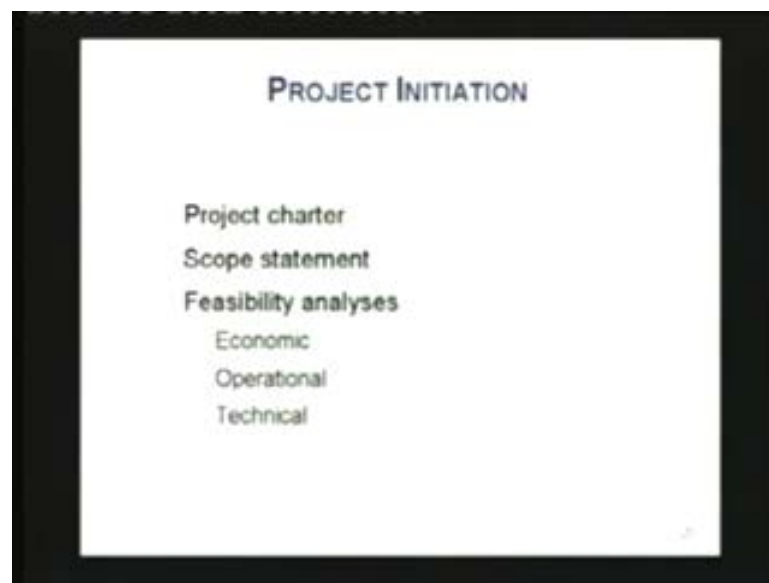 PROJECT INITIATION
Project charter
Scope statement
Feasibility analyses
Economic
Operational
Technical